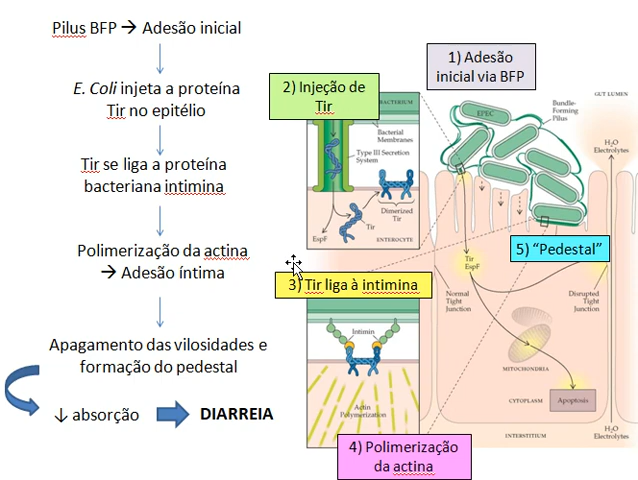 Pilus BFP → Adesão inicial
E. Coli injeta a proteína
Tir no epitélio
Tir se liga a proteína
bacteriana intimina
Polimerização da actina
→ Adesão íntima
Apagamento das vilosidades e
formação do pedestal
↓ absorção
DIARREIA
1) Adesão
inicial via BFP
2) Injeção de
Tir
BACTERIUM
Bacterial
Membranes
Type III Secretion
System
Tir
Dimerized
Tir
EspF
ENTEROCYTE
EPEC
Bundle-
Forming
Pilus
GUT LUMEN
H2O
Electrolytes
5) “Pedestal”
Tir
EspF
3) Tir liga à intimina
Normal
Tight
Junction
Disrupted
Tight
Junction
Intimin
Actin
Polymerization
MITOCHONDRIA
CYTOPLASM
Apoptosis
INTERSTITIUM
H2O
Electrolytes
4) Polimerização
da actina